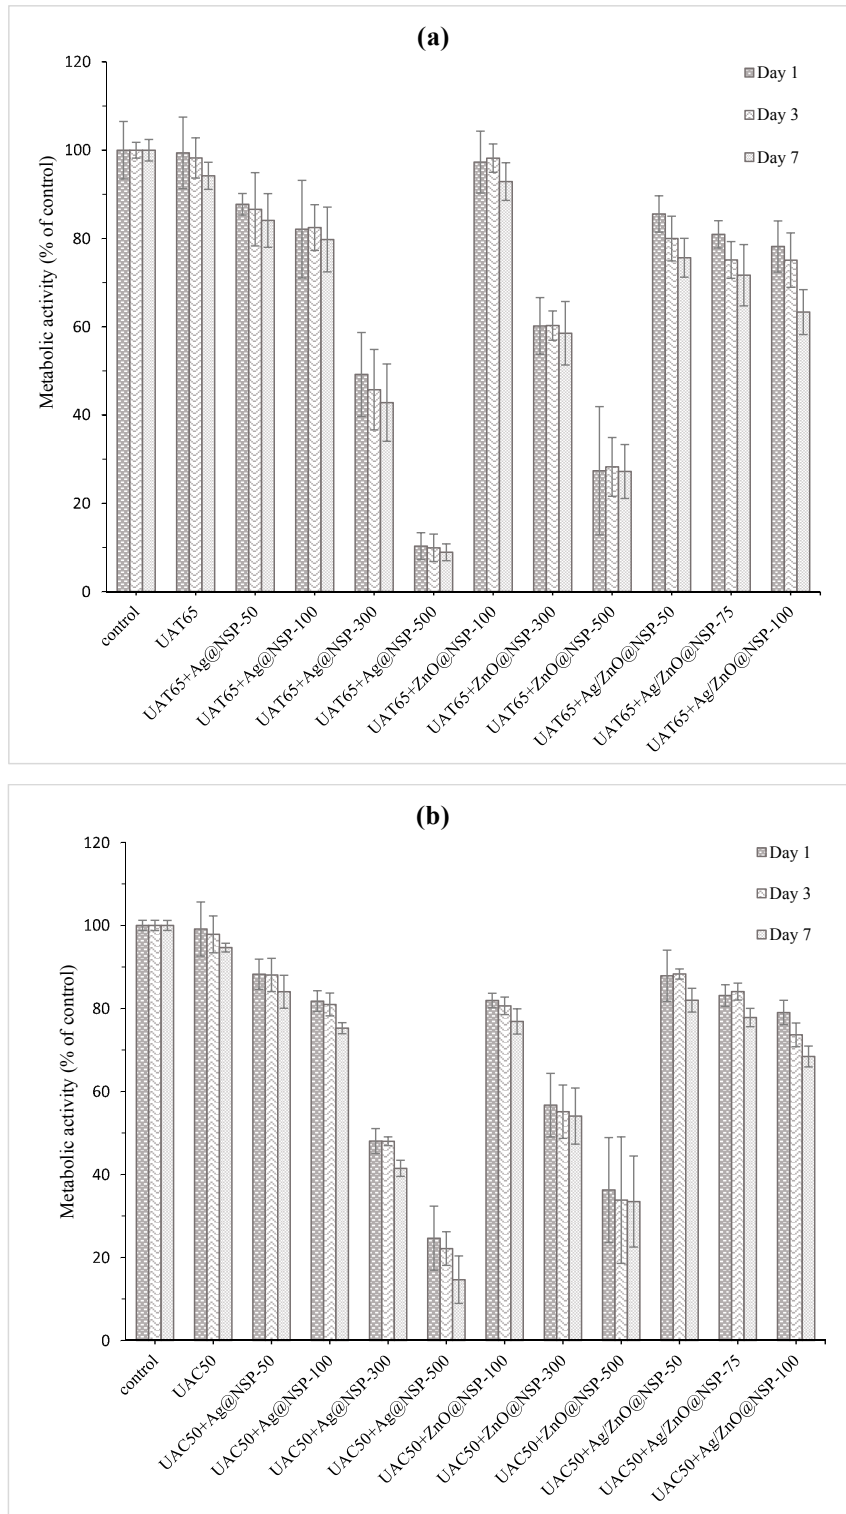 (a)
120
100
80
60
40
20
0
Metabolic activity (% of control)
Day 1
Day 3
Day 7
control
UAT65
UAT65+Ag@NSP-50
UAT65+Ag@NSP-100
UAT65+Ag@NSP-300
UAT65+Ag@NSP-500
UAT65+ZnO@NSP-100
UAT65+ZnO@NSP-300
UAT65+ZnO@NSP-500
UAT65+Ag/ZnO@NSP-50
UAT65+Ag/ZnO@NSP-75
UAT65+Ag/ZnO@NSP-100
(b)
120
100
80
60
40
20
0
Metabolic activity (% of control)
Day 1
Day 3
Day 7
control
UAC50
UAC50+Ag@NSP-50
UAC50+Ag@NSP-100
UAC50+Ag@NSP-300
UAC50+Ag@NSP-500
UAC50+ZnO@NSP-100
UAC50+ZnO@NSP-300
UAC50+ZnO@NSP-500
UAC50+Ag/ZnO@NSP-50
UAC50+Ag/ZnO@NSP-75
UAC50+Ag/ZnO@NSP-100